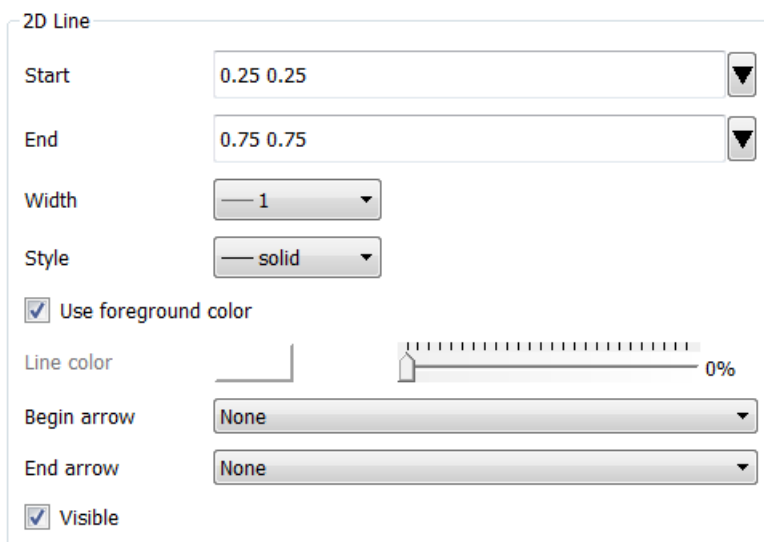 2D Line
Start 0.25 0.25
End 0.75 0.75
Width 1
Style solid
Use foreground color
Line color 0%
Begin arrow None
End arrow None
Visible